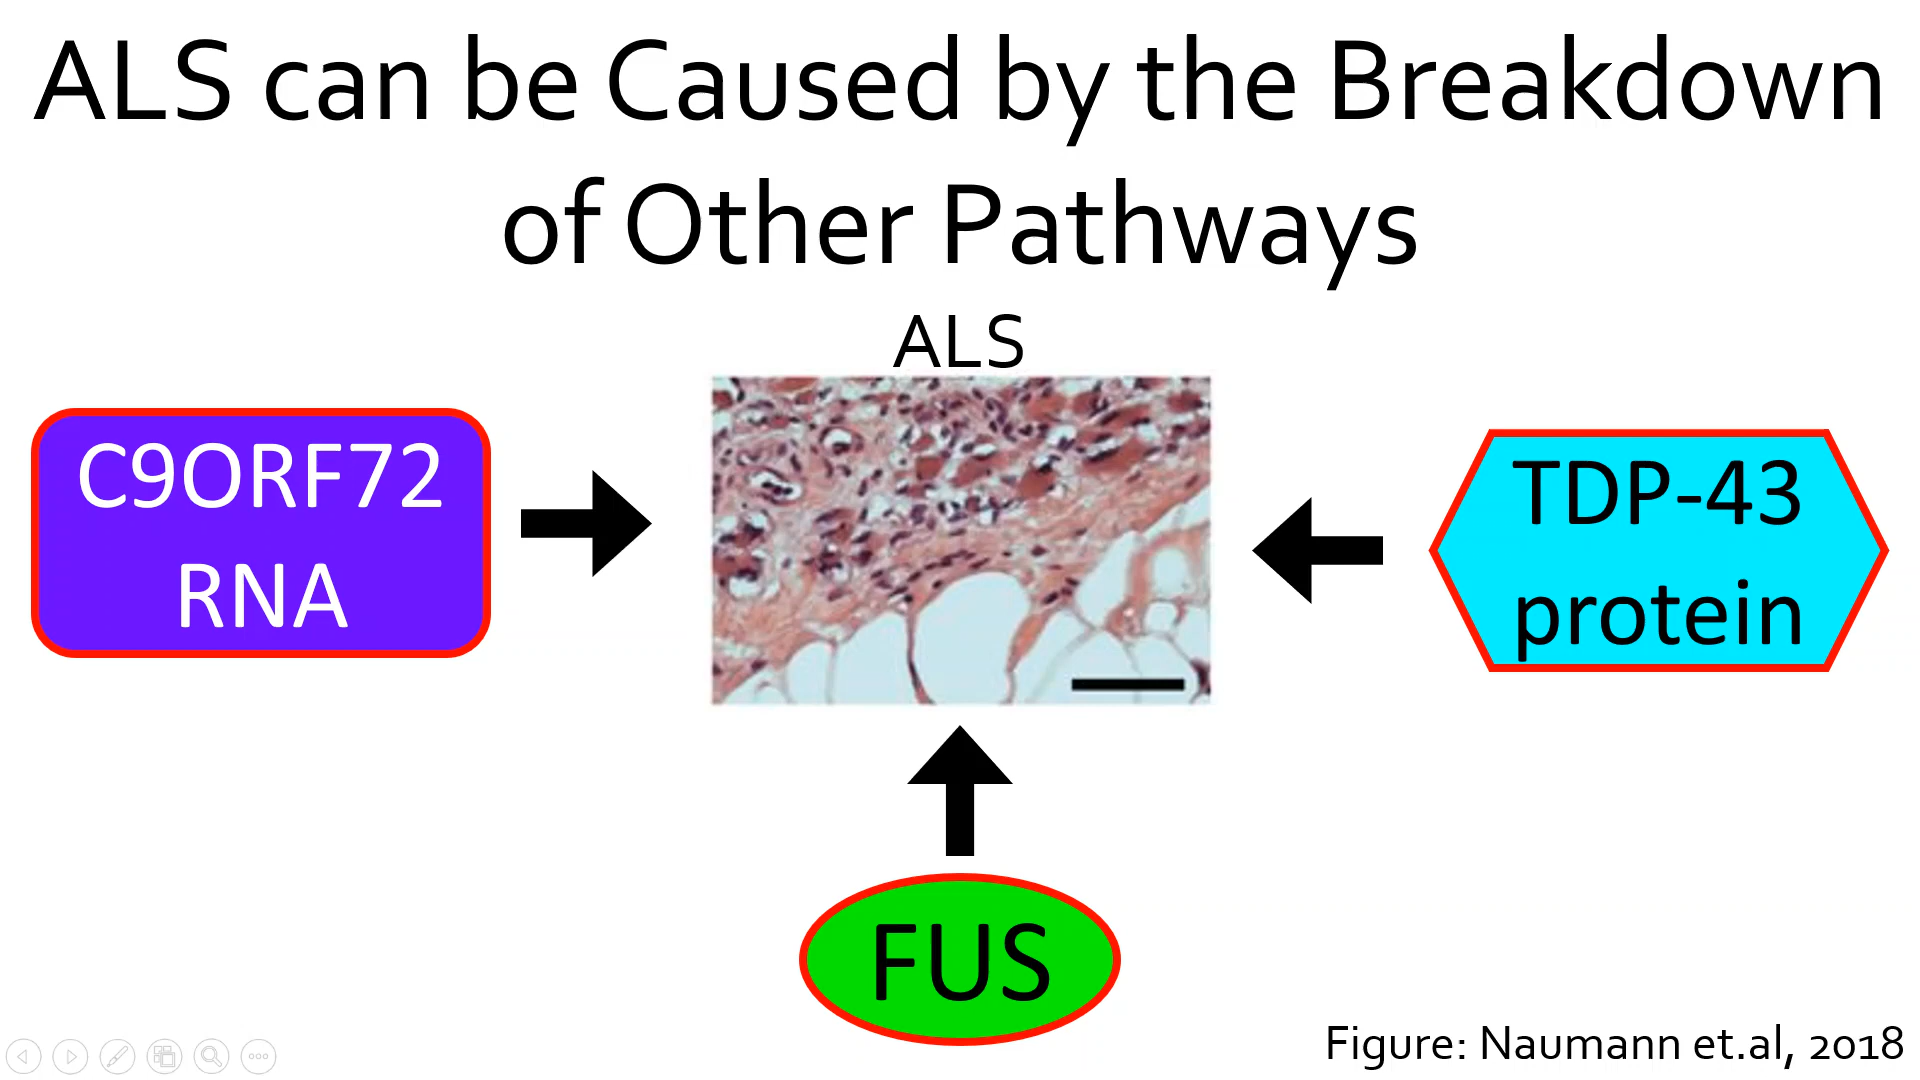 ALS can be Caused by the Breakdown
of Other Pathways
ALS
C9ORF72
RNA
TDP-43
protein
FUS
Figure: Naumann et.al, 2018